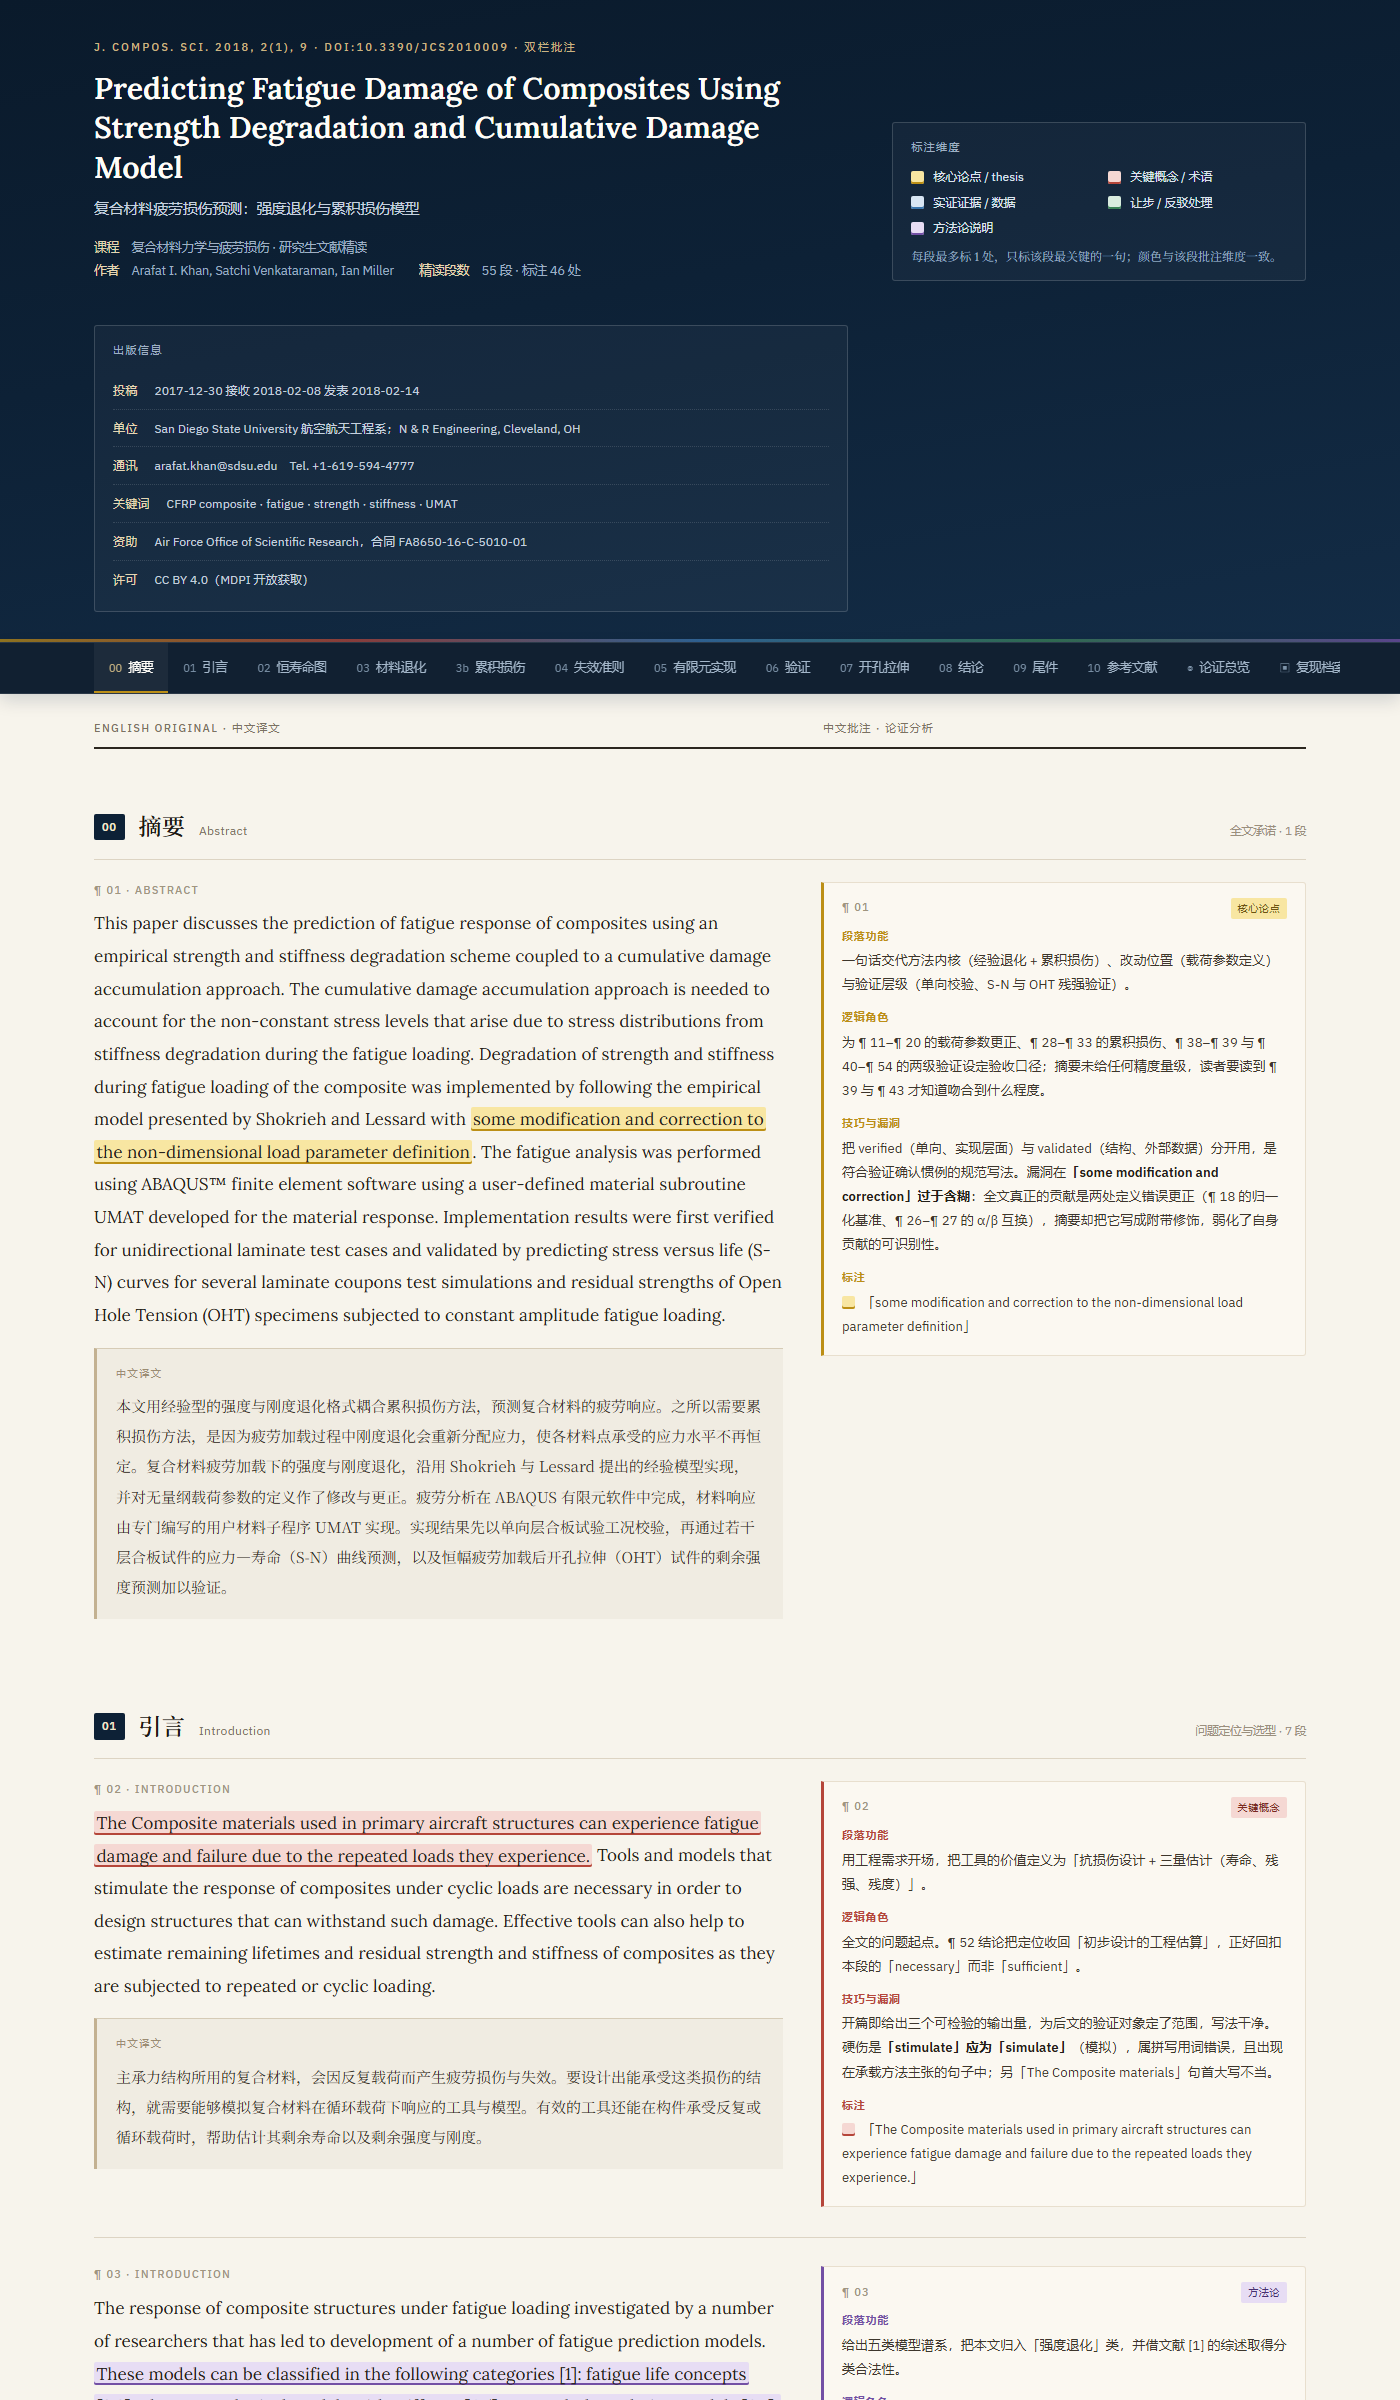 J. COMPOS. SCI. 2018, 2(1), 9 · DOI:10.3390/JCS2010009 · 双栏批注
Predicting Fatigue Damage of Composites Using
Strength Degradation and Cumulative Damage
Model
复合材料疲劳损伤预测：强度退化与累积损伤模型
课程 复合材料力学与疲劳损伤 · 研究生文献精读
作者 Arafat I. Khan, Satchi Venkataraman, Ian Miller 精读段数 55 段 · 标注 46 处
标注维度
核心论点 / thesis 关键概念 / 术语
实证证据 / 数据 让步 / 反驳处理
方法论说明
每段最多标 1 处，只标该段最关键的一句；颜色与该段批注维度一致。
出版信息
投稿 2017-12-30 接收 2018-02-08 发表 2018-02-14
单位 San Diego State University 航空航天工程系；N & R Engineering, Cleveland, OH
通讯 arafat.khan@sdsu.edu Tel. +1-619-594-4777
关键词 CFRP composite · fatigue · strength · stiffness · UMAT
资助 Air Force Office of Scientific Research，合同 FA8650-16-C-5010-01
许可 CC BY 4.0（MDPI 开放获取）
00 摘要 01 引言 02 恒寿命图 03 材料退化 3b 累积损伤 04 失效准则 05 有限元实现 06 验证 07 开孔拉伸 08 结论 09 尾件 10 参考文献 论证总览 复现档案
ENGLISH ORIGINAL · 中文译文
中文批注 · 论证分析
00 摘要 Abstract
全文承诺 · 1 段
¶ 01 · ABSTRACT
This paper discusses the prediction of fatigue response of composites using an
empirical strength and stiffness degradation scheme coupled to a cumulative damage
accumulation approach. The cumulative damage accumulation approach is needed to
account for the non-constant stress levels that arise due to stress distributions from
stiffness degradation during the fatigue loading. Degradation of strength and stiffness
during fatigue loading of the composite was implemented by following the empirical
model presented by Shokrieh and Lessard with some modification and correction to
the non-dimensional load parameter definition. The fatigue analysis was performed
using ABAQUS™ finite element software using a user-defined material subroutine
UMAT developed for the material response. Implementation results were first verified
for unidirectional laminate test cases and validated by predicting stress versus life (S-
N) curves for several laminate coupons test simulations and residual strengths of Open
Hole Tension (OHT) specimens subjected to constant amplitude fatigue loading.
中文译文
本文用经验型的强度与刚度退化格式耦合累积损伤方法，预测复合材料的疲劳响应。之所以需要累
积损伤方法，是因为疲劳加载过程中刚度退化会重新分配应力，使各材料点承受的应力水平不再恒
定。复合材料疲劳加载下的强度与刚度退化，沿用 Shokrieh 与 Lessard 提出的经验模型实现，
并对无量纲载荷参数的定义作了修改与更正。疲劳分析在 ABAQUS 有限元软件中完成，材料响应
由专门编写的用户材料子程序 UMAT 实现。实现结果先以单向层合板试验工况校验，再通过若干
层合板试件的应力—寿命（S-N）曲线预测，以及恒幅疲劳加载后开孔拉伸（OHT）试件的剩余强
度预测加以验证。
¶ 01 核心论点
段落功能
一句话交代方法内核（经验退化 + 累积损伤）、改动位置（载荷参数定义）
与验证层级（单向校验、S-N 与 OHT 残强验证）。
逻辑角色
为 ¶ 11–¶ 20 的载荷参数更正、¶ 28–¶ 33 的累积损伤、¶ 38–¶ 39 与 ¶
40–¶ 54 的两级验证设定验收口径；摘要未给任何精度量级，读者要读到 ¶
39 与 ¶ 43 才知道吻合到什么程度。
技巧与漏洞
把 verified（单向、实现层面）与 validated（结构、外部数据）分开用，是
符合验证确认惯例的规范写法。漏洞在「some modification and
correction」过于含糊：全文真正的贡献是两处定义错误更正（¶ 18 的归一
化基准、¶ 26–¶ 27 的 α/β 互换），摘要却把它写成附带修饰，弱化了自身
贡献的可识别性。
标注
「some modification and correction to the non-dimensional load
parameter definition」
01 引言 Introduction
问题定位与选型 · 7 段
¶ 02 · INTRODUCTION
The Composite materials used in primary aircraft structures can experience fatigue
damage and failure due to the repeated loads they experience. Tools and models that
stimulate the response of composites under cyclic loads are necessary in order to
design structures that can withstand such damage. Effective tools can also help to
estimate remaining lifetimes and residual strength and stiffness of composites as they
are subjected to repeated or cyclic loading.
中文译文
主承力结构所用的复合材料，会因反复载荷而产生疲劳损伤与失效。要设计出能承受这类损伤的结
构，就需要能够模拟复合材料在循环载荷下响应的工具与模型。有效的工具还能在构件承受反复或
循环载荷时，帮助估计其剩余寿命以及剩余强度与刚度。
¶ 02 关键概念
段落功能
用工程需求开场，把工具的价值定义为「抗损伤设计 + 三量估计（寿命、残
强、残度）」。
逻辑角色
全文的问题起点。¶ 52 结论把定位收回「初步设计的工程估算」，正好回扣
本段的「necessary」而非「sufficient」。
技巧与漏洞
开篇即给出三个可检验的输出量，为后文的验证对象定了范围，写法干净。
硬伤是「stimulate」应为「simulate」（模拟），属拼写用词错误，且出现
在承载方法主张的句子中；另「The Composite materials」句首大写不当。
标注
「The Composite materials used in primary aircraft structures can
experience fatigue damage and failure due to the repeated loads they
experience.」
¶ 03 · INTRODUCTION
The response of composite structures under fatigue loading investigated by a number
of researchers that has led to development of a number of fatigue prediction models.
These models can be classified in the following categories [1]: fatigue life concepts
¶ 03 方法论
段落功能
给出五类模型谱系，把本文归入「强度退化」类，并借文献 [1] 的综述取得分
类合法性。